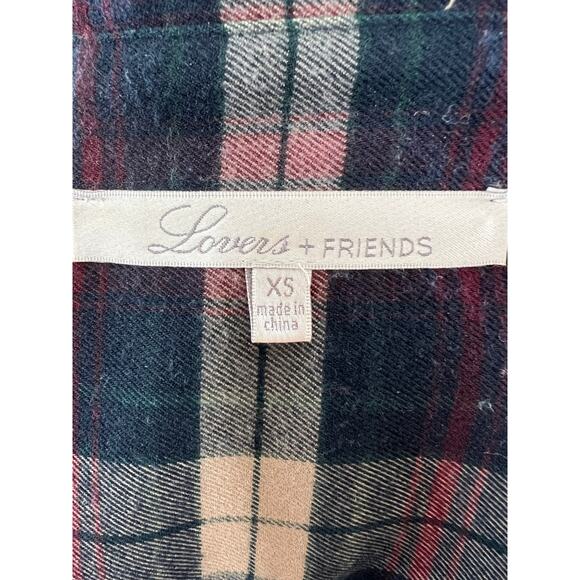 Lovers + FRIENDS
XS
made in
china